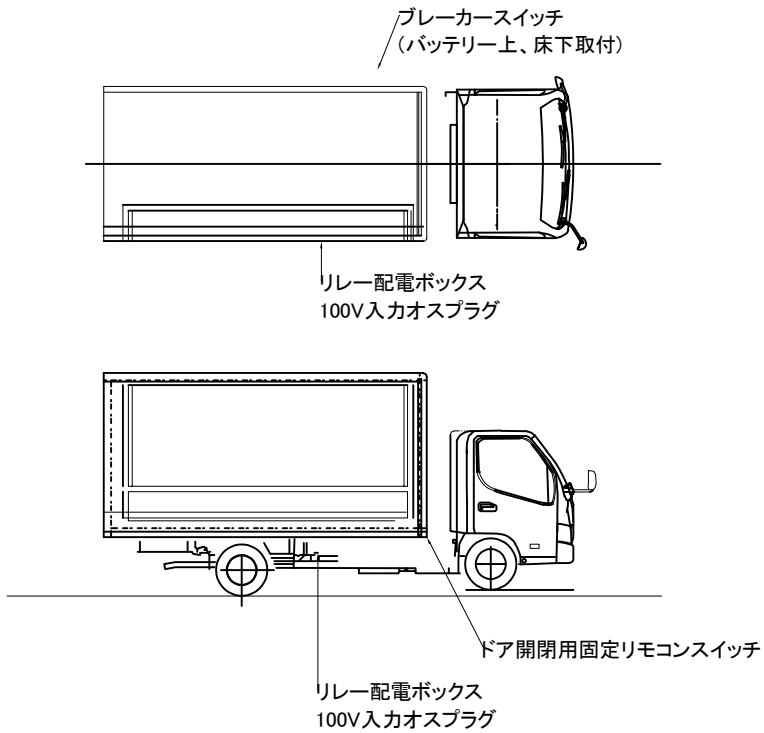 ブレーカースイッチ
（バッテリー上、床下取付）
リレー配電ボックス
100V入力オスプラグ
ドア開閉用固定リモコンスイッチ
リレー配電ボックス
100V入力オスプラグ